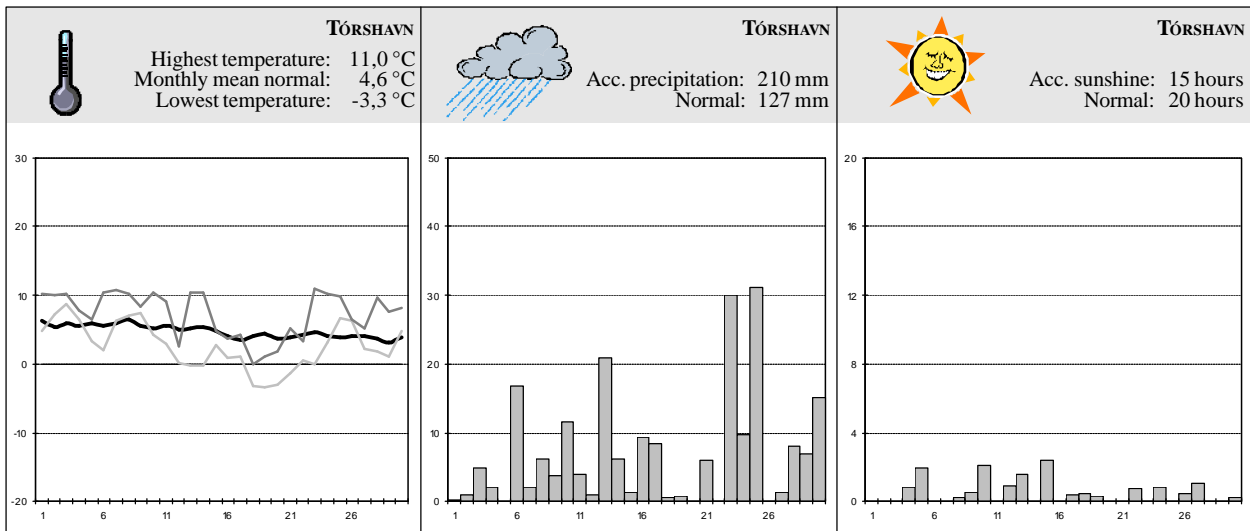 TÓRSHAVN
Highest temperature: 11,0 °C
Monthly mean normal: 4,6 °C
Lowest temperature: -3,3 °C
30
20
10
0
-10
-20
1 6 11 16 21 26
TÓRSHAVN
Acc. precipitation: 210 mm
Normal: 127 mm
50
40
30
20
10
0
1 6 11 16 21 26
TÓRSHAVN
Acc. sunshine: 15 hours
Normal: 20 hours
20
16
12
8
4
0
1 6 11 16 21 26